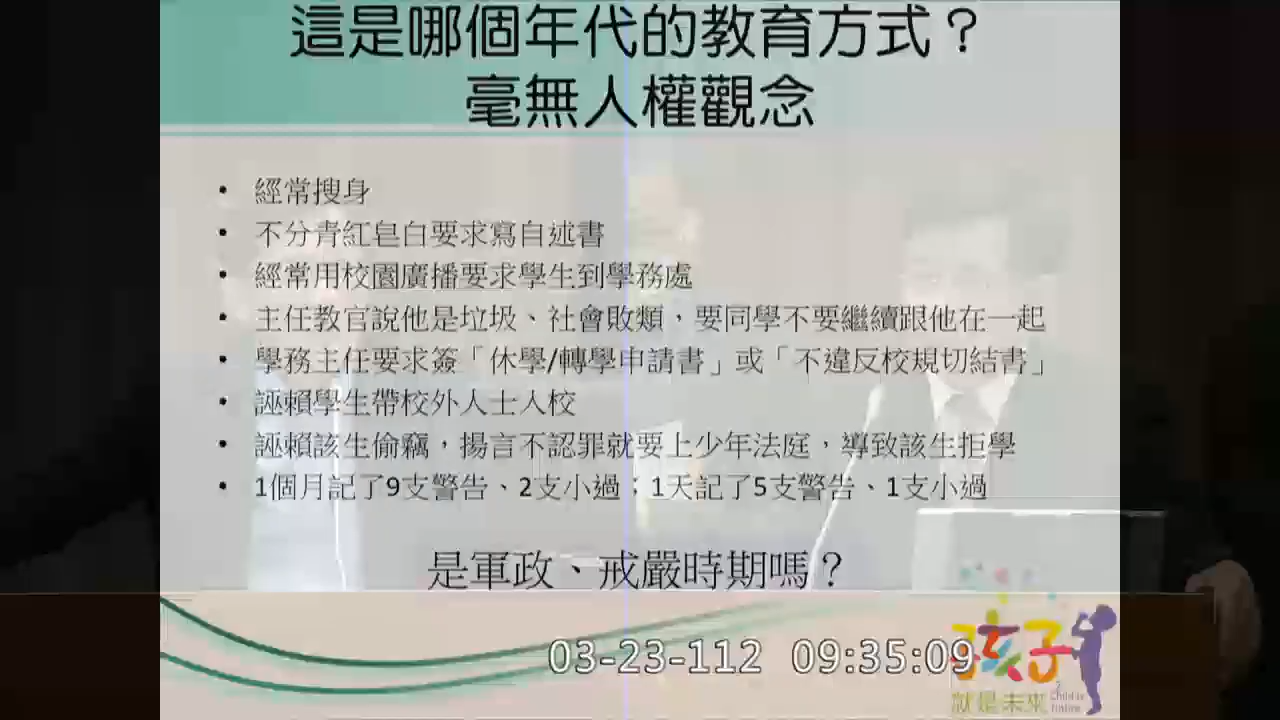 這是哪個年代的教育方式？
毫無人權觀念
• 經常搜身
• 不分青紅皂白要求寫自述書
• 經常用校園廣播要求學生到學務處
• 主任教官說他是垃圾、社會敗類，要同學不要繼續跟他在一起
• 學務主任要求簽「休學/轉學申請書」或「不違反校規切結書」
• 誣賴學生帶校外人士入校
• 誣賴該生偷竊，揚言不認罪就要上少年法庭，導致該生拒學
• 1個月記了9支警告、2支小過；1天記了5支警告、1支小過
是軍政、戒嚴時期嗎？
03-23-112 09:35:09
孩子
就是未來
Child is
Future